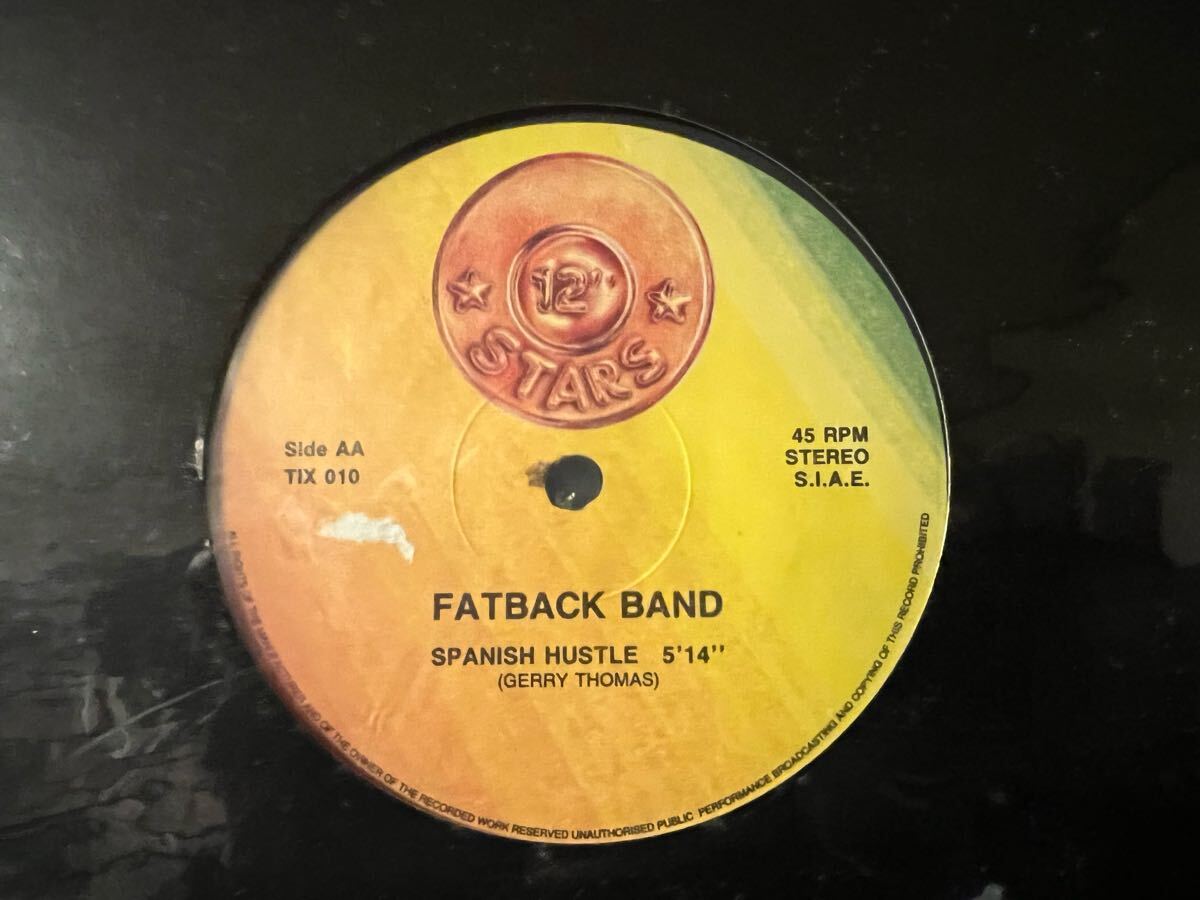 12"
STARS
Side AA
TIX 010
45 RPM
STEREO
S.I.A.E.
FATBACK BAND
SPANISH HUSTLE 5'14''
(GERRY THOMAS)
OF THE OWNER OF THE RECORDED WORK RESERVED UNAUTHORISED PUBLIC PERFORMANCE BROADCASTING AND COPYING OF THIS RECORD PROHIBITED